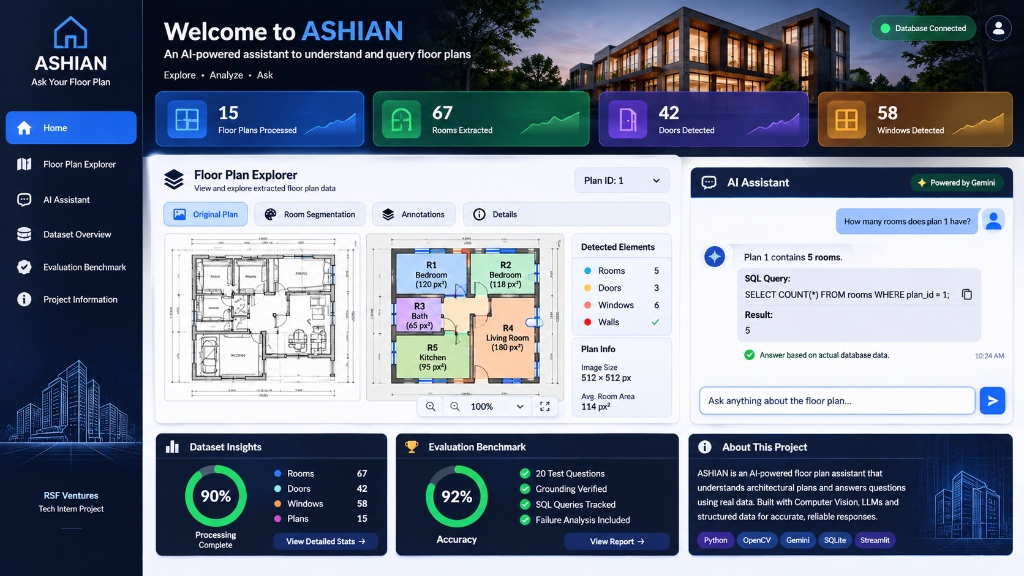 ASHIAN
Ask Your Floor Plan
Home
Floor Plan Explorer
AI Assistant
Dataset Overview
Evaluation Benchmark
Project Information
RSF Ventures
Tech Intern Project
Welcome to ASHIAN
An AI-powered assistant to understand and query floor plans
Explore • Analyze • Ask
Database Connected
15
Floor Plans Processed
67
Rooms Extracted
42
Doors Detected
58
Windows Detected
Floor Plan Explorer
View and explore extracted floor plan data
Plan ID: 1
Original Plan
Room Segmentation
Annotations
Details
R1
Bedroom
(120 px²)
R2
Bedroom
(118 px²)
R3
Bath
(65 px²)
R4
Living Room
(180 px²)
R5
Kitchen
(95 px²)
100%
Detected Elements
Rooms 5
Doors 3
Windows 6
Walls ✓
Plan Info
Image Size
512 × 512 px
Avg. Room Area
114 px²
AI Assistant
Powered by Gemini
How many rooms does plan 1 have?
Plan 1 contains 5 rooms.
SQL Query:
SELECT COUNT(*) FROM rooms WHERE plan_id = 1;
Result:
5
Answer based on actual database data.
10:24 AM
Ask anything about the floor plan...
Dataset Insights
90%
Processing
Complete
Rooms 67
Doors 42
Windows 58
Plans 15
View Detailed Stats →
Evaluation Benchmark
92%
Accuracy
20 Test Questions
Grounding Verified
SQL Queries Tracked
Failure Analysis Included
View Report →
About This Project
ASHIAN is an AI-powered floor plan assistant that
understands architectural plans and answers questions
using real data. Built with Computer Vision, LLMs and
structured data for accurate, reliable responses.
Python
OpenCV
Gemini
SQLite
Streamlit